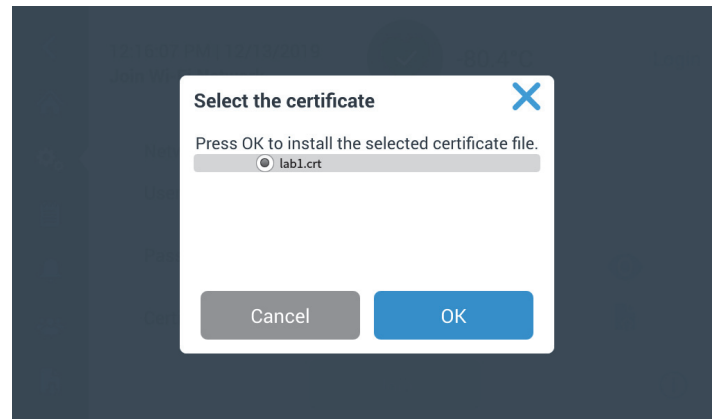 Select the certificate
Press OK to install the selected certificate file.
lab1.crt
Cancel
OK